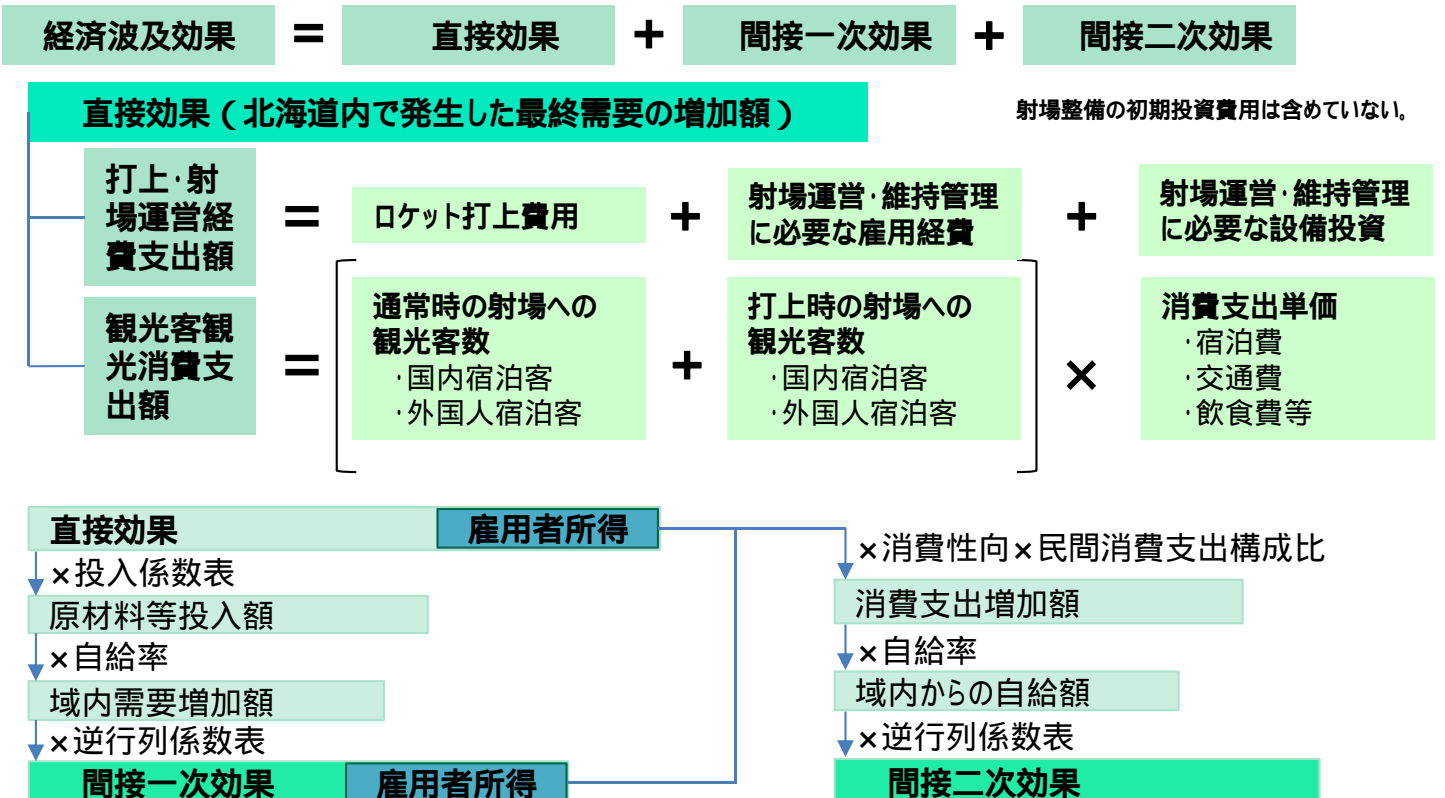 経済波及効果 = 直接効果 + 間接一次効果 + 間接二次効果
直接効果(北海道内で発生した最終需要の増加額)
射場整備の初期投資費用は含めていない。
打上・射
場運営経
費支出額
=
ロケット打上費用
+
射場運営・維持管理
に必要な雇用経費
+
射場運営・維持管理
に必要な設備投資
観光客観
光消費支
出額
=
通常時の射場への
観光客数
・国内宿泊客
・外国人宿泊客
+
打上時の射場への
観光客数
・国内宿泊客
・外国人宿泊客
×
消費支出単価
・宿泊費
・交通費
・飲食費等
直接効果 雇用者所得
×投入係数表
原材料等投入額
×自給率
域内需要増加額
×逆行列係数表
間接一次効果 雇用者所得
×消費性向×民間消費支出構成比
消費支出増加額
×自給率
域内からの自給額
×逆行列係数表
間接二次効果